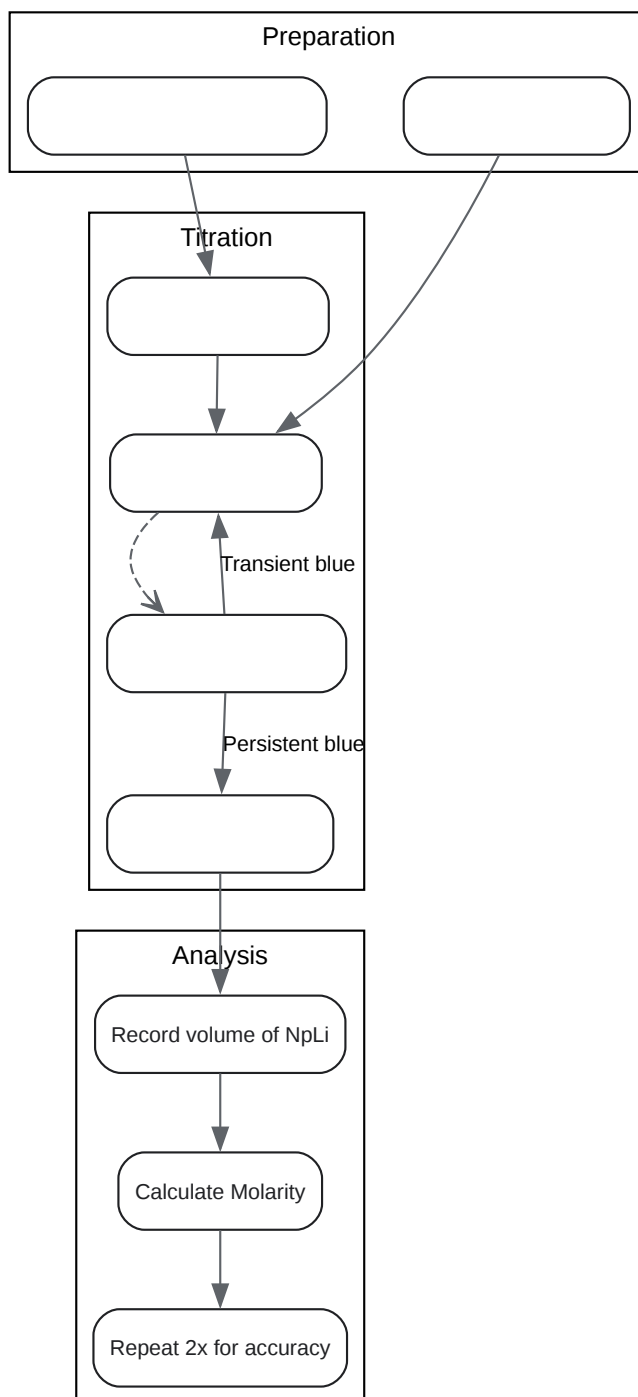 Preparation
Titration
Transient blue
Persistent blue
Analysis
Record volume of NpLi
Calculate Molarity
Repeat 2x for accuracy